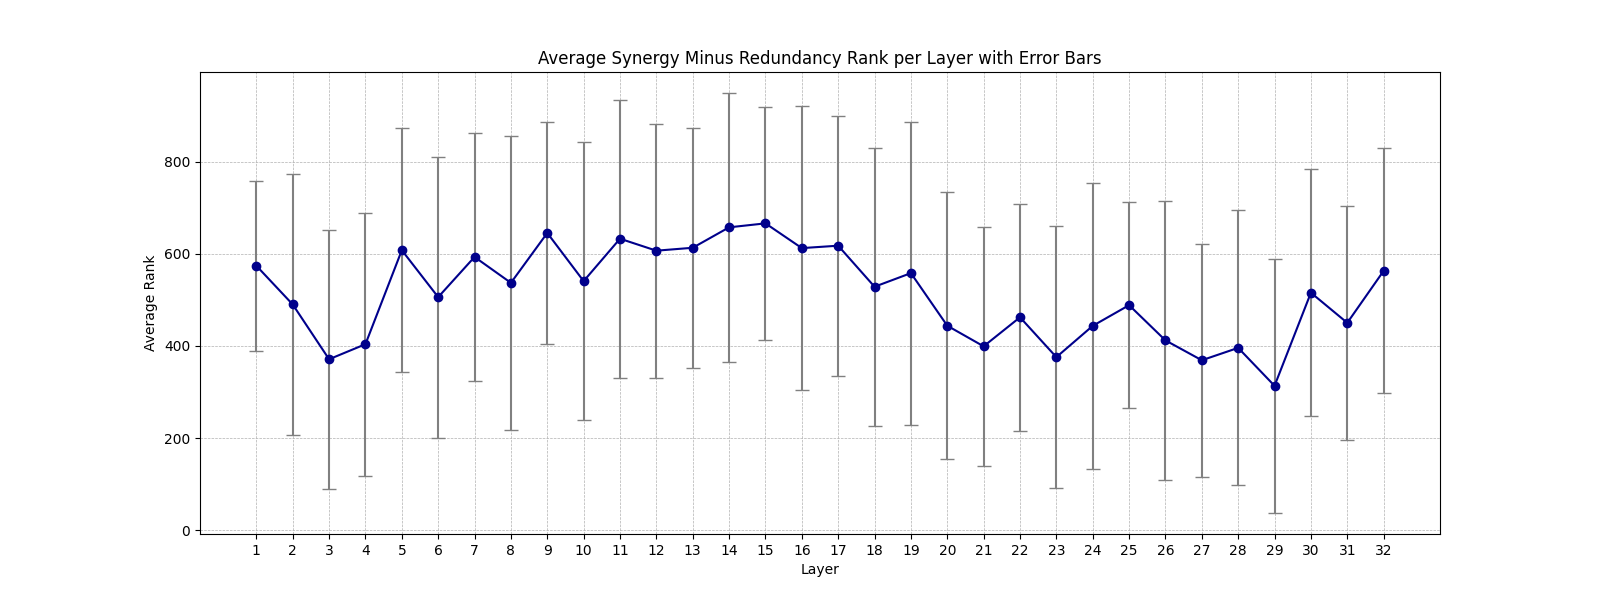 Average Synergy Minus Redundancy Rank per Layer with Error Bars
Average Rank
800
600
400
200
0
1 2 3 4 5 6 7 8 9 10 11 12 13 14 15 16 17 18 19 20 21 22 23 24 25 26 27 28 29 30 31 32
Layer